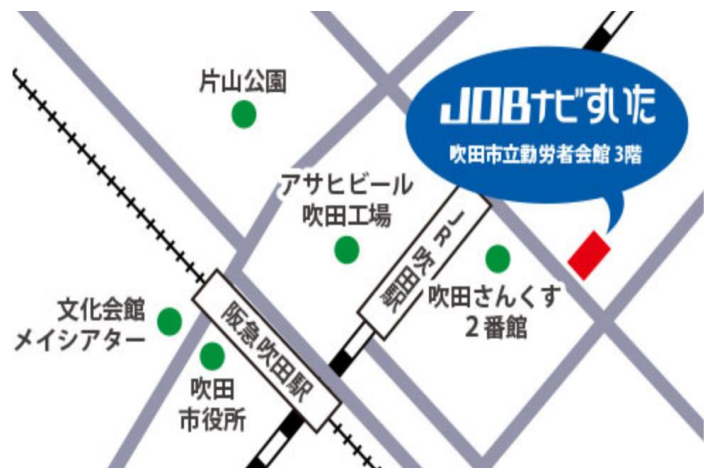 片山公園
JOBナビすいた
吹田市立勤労者会館 3階
アサヒビール
吹田工場
JR吹田駅
吹田さんくす
2番館
文化会館
メイシアター
阪急吹田駅
吹田
市役所